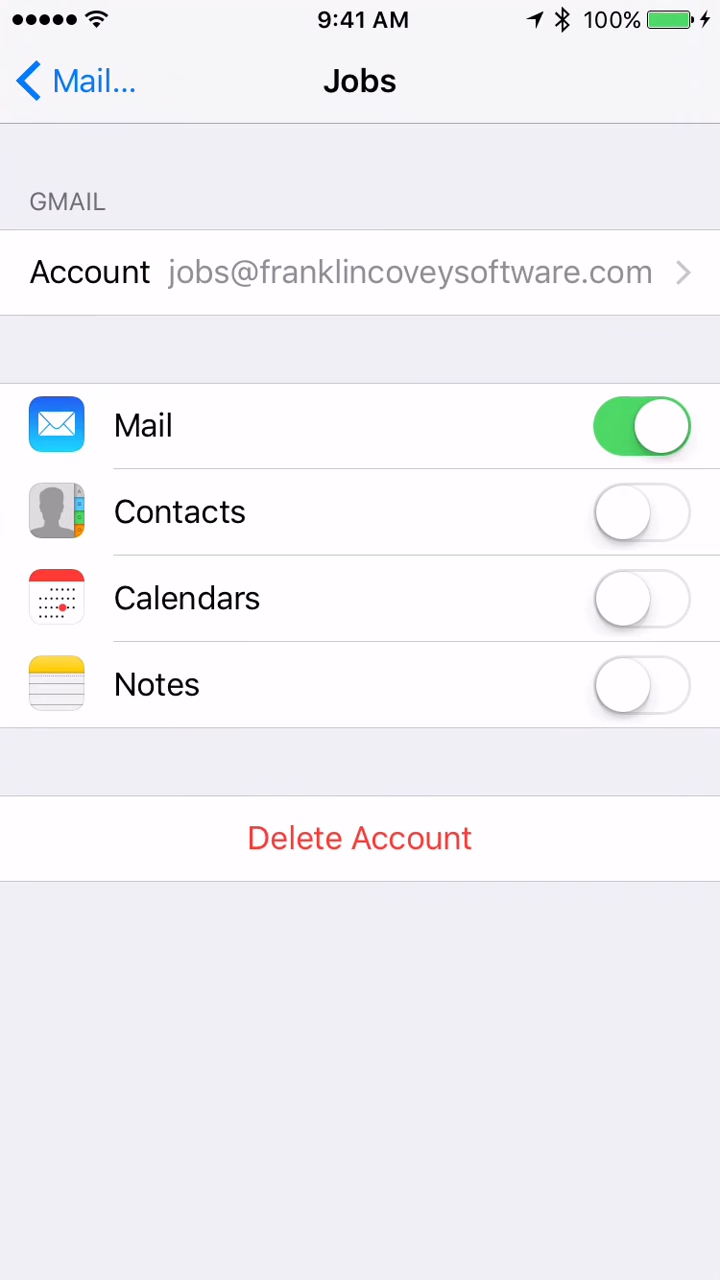 9:41 AM 100%
Mail... Jobs
GMAIL
Account jobs@franklincoveysoftware.com
Mail
Contacts
Calendars
Notes
Delete Account